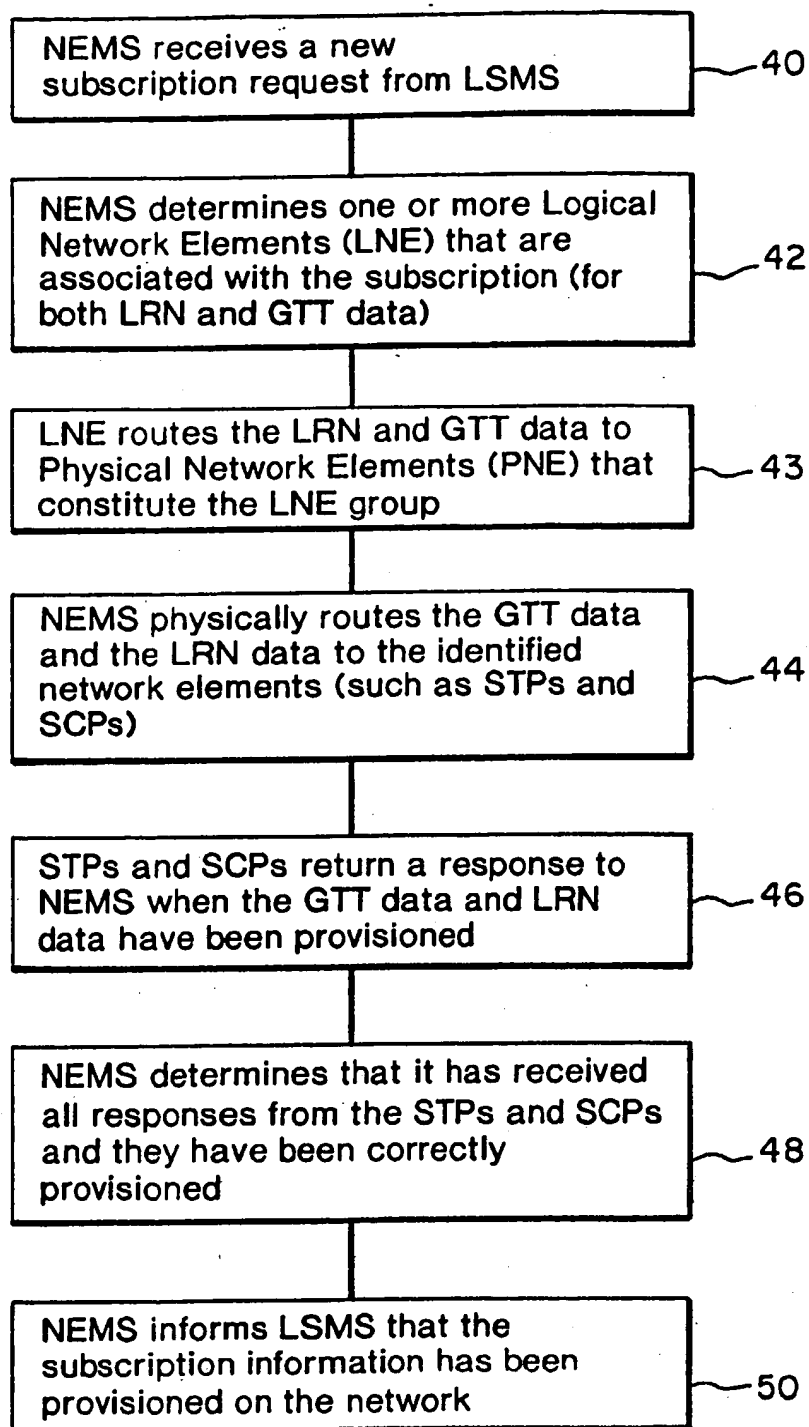 NEMS receives a new
subscription request from LSMS
40
NEMS determines one or more Logical
Network Elements (LNE) that are
associated with the subscription (for
both LRN and GTT data)
42
LNE routes the LRN and GTT data to
Physical Network Elements (PNE) that
constitute the LNE group
43
NEMS physically routes the GTT data
and the LRN data to the identified
network elements (such as STPs and
SCPs)
44
STPs and SCPs return a response to
NEMS when the GTT data and LRN
data have been provisioned
46
NEMS determines that it has received
all responses from the STPs and SCPs
and they have been correctly
provisioned
48
NEMS informs LSMS that the
subscription information has been
provisioned on the network
50